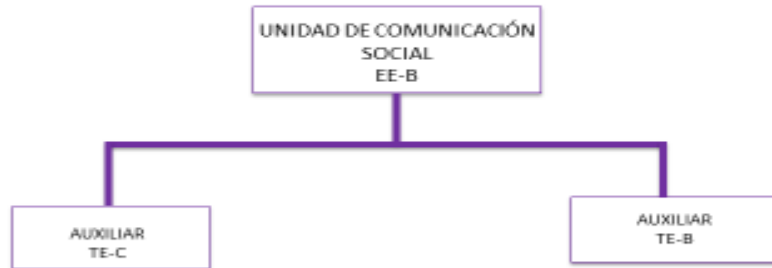 UNIDAD DE COMUNICACIÓN
SOCIAL
EE-B
AUXILIAR
TE-C
AUXILIAR
TE-B